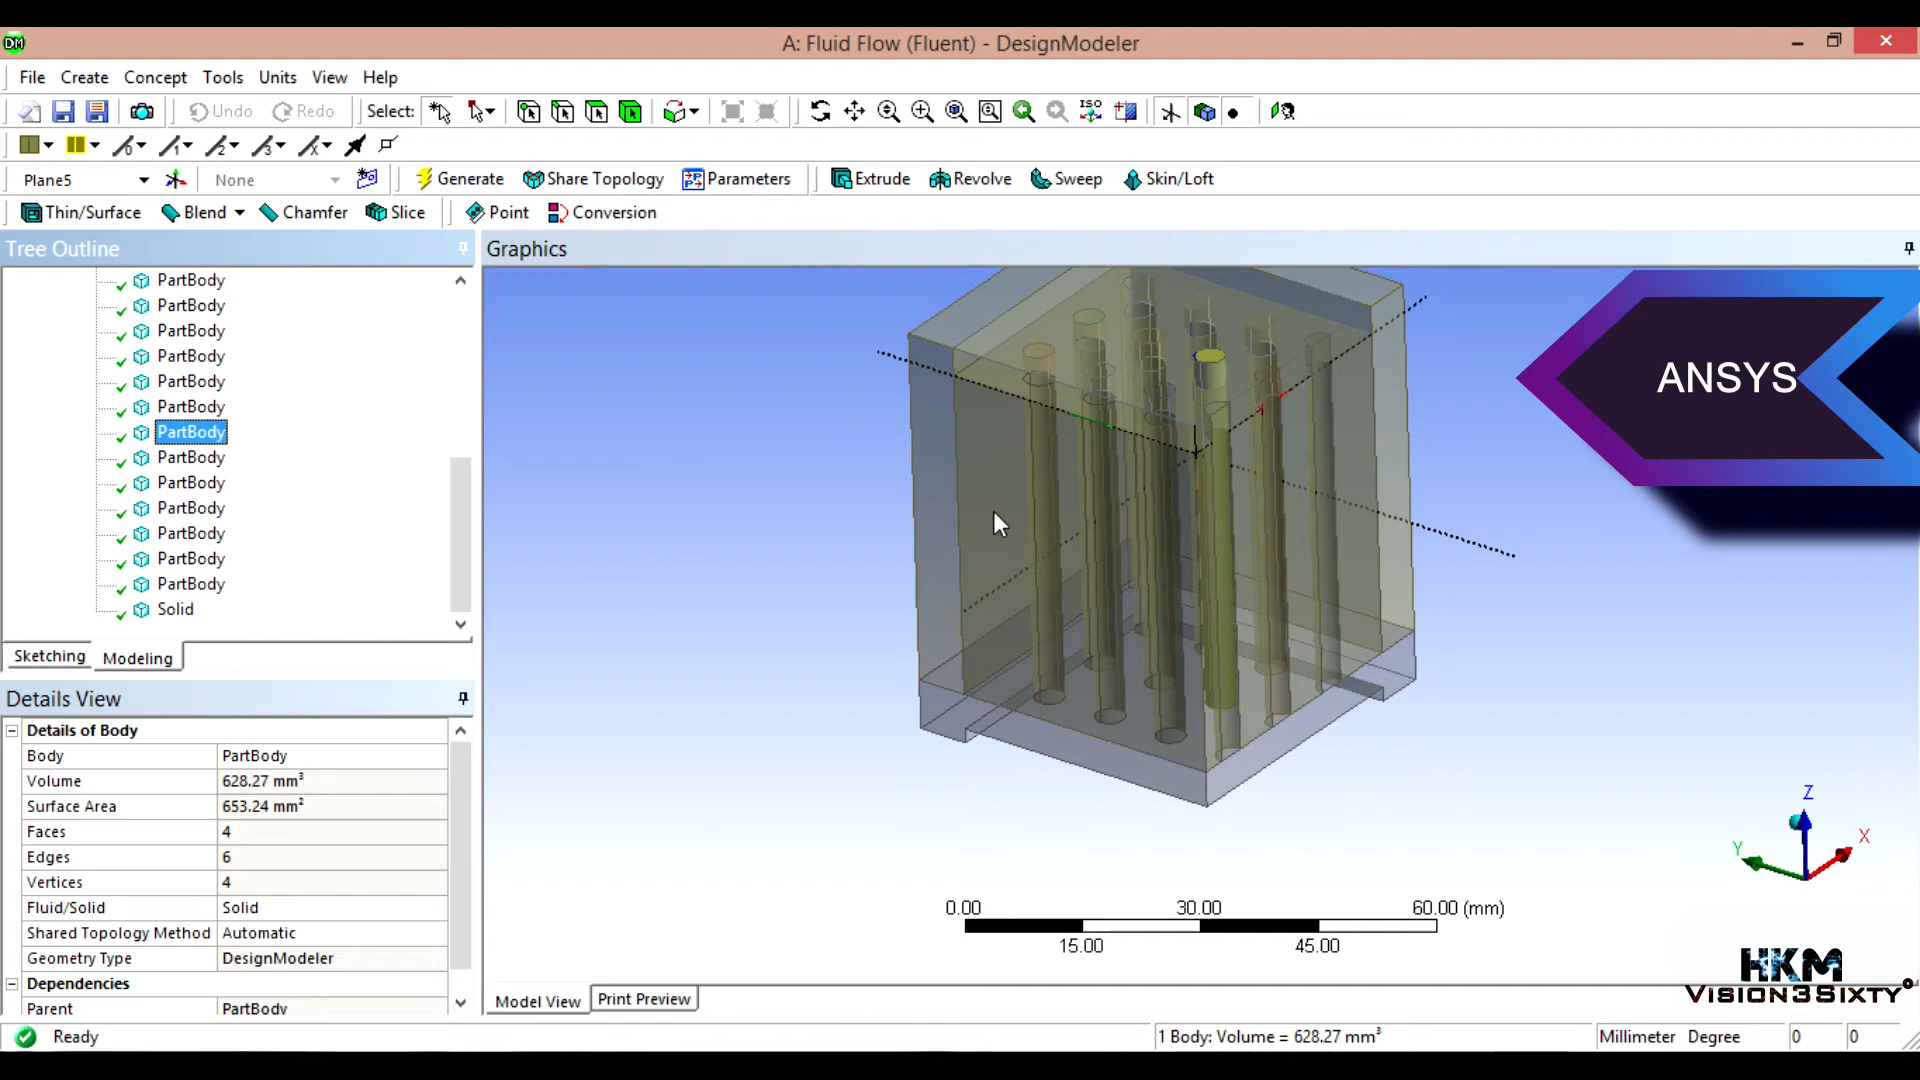 DM
A: Fluid Flow (Fluent) - DesignModeler
File Create Concept Tools Units View Help
Undo Redo Select: ISO
Plane5 None Generate Share Topology Parameters Extrude Revolve Sweep Skin/Loft
Thin/Surface Blend Chamfer Slice Point Conversion
Tree Outline
Graphics
PartBody
PartBody
PartBody
PartBody
PartBody
PartBody
PartBody
PartBody
PartBody
PartBody
PartBody
PartBody
PartBody
Solid
Sketching Modeling
ANSYS
Details View
Details of Body
Body PartBody
Volume 628.27 mm³
Surface Area 653.24 mm²
Faces 4
Edges 6
Vertices 4
Fluid/Solid Solid
Shared Topology Method Automatic
Geometry Type DesignModeler
Dependencies
Parent PartBody
Z
Y
X
0.00 30.00 60.00 (mm)
15.00 45.00
HKM
Vision3Sixty°
Model View Print Preview
Ready 1 Body: Volume = 628.27 mm³ Millimeter Degree 0 0